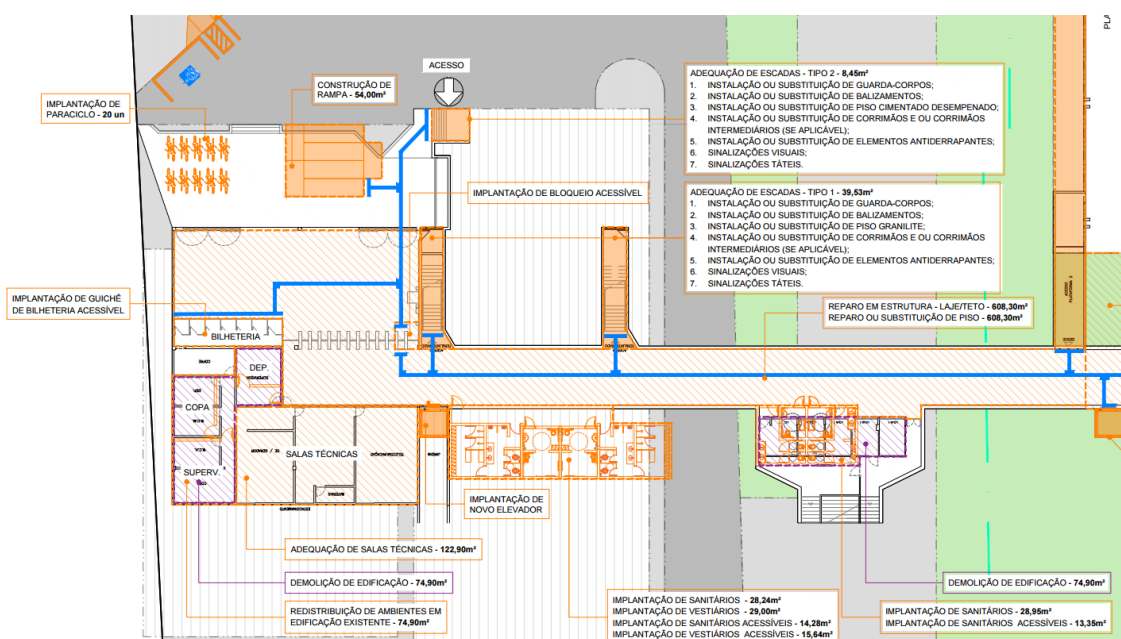 PLA
ACESSO
CONSTRUÇÃO DE
RAMPA - 54,00m²
IMPLANTAÇÃO DE
PARACICLO - 20 un
ADEQUAÇÃO DE ESCADAS - TIPO 2 - 8,45m²
1. INSTALAÇÃO OU SUBSTITUIÇÃO DE GUARDA-CORPOS;
2. INSTALAÇÃO OU SUBSTITUIÇÃO DE BALIZAMENTOS;
3. INSTALAÇÃO OU SUBSTITUIÇÃO DE PISO CIMENTADO DESEMPENADO;
4. INSTALAÇÃO OU SUBSTITUIÇÃO DE CORRIMÃOS E OU CORRIMÃOS
INTERMEDIÁRIOS (SE APLICÁVEL);
5. INSTALAÇÃO OU SUBSTITUIÇÃO DE ELEMENTOS ANTIDERRAPANTES;
6. SINALIZAÇÕES VISUAIS;
7. SINALIZAÇÕES TÁTEIS.
IMPLANTAÇÃO DE BLOQUEIO ACESSÍVEL
ADEQUAÇÃO DE ESCADAS - TIPO 1 - 39,53m²
1. INSTALAÇÃO OU SUBSTITUIÇÃO DE GUARDA-CORPOS;
2. INSTALAÇÃO OU SUBSTITUIÇÃO DE BALIZAMENTOS;
3. INSTALAÇÃO OU SUBSTITUIÇÃO DE PISO GRANILITE;
4. INSTALAÇÃO OU SUBSTITUIÇÃO DE CORRIMÃOS E OU CORRIMÃOS
INTERMEDIÁRIOS (SE APLICÁVEL);
5. INSTALAÇÃO OU SUBSTITUIÇÃO DE ELEMENTOS ANTIDERRAPANTES;
6. SINALIZAÇÕES VISUAIS;
7. SINALIZAÇÕES TÁTEIS.
ACESSO
PLATAFORMA 2
IMPLANTAÇÃO DE GUICHÊ
DE BILHETERIA ACESSÍVEL
REPARO EM ESTRUTURA - LAJE/TETO - 608,30m²
REPARO OU SUBSTITUIÇÃO DE PISO - 608,30m²
BILHETERIA
DEP.
SUPERVISOR
COPA
SUPERV.
SALAS TÉCNICAS
IMPLANTAÇÃO DE
NOVO ELEVADOR
ADEQUAÇÃO DE SALAS TÉCNICAS - 122,90m²
DEMOLIÇÃO DE EDIFICAÇÃO - 74,90m²
REDISTRIBUIÇÃO DE AMBIENTES EM
EDIFICAÇÃO EXISTENTE - 74,90m²
IMPLANTAÇÃO DE SANITÁRIOS - 28,24m²
IMPLANTAÇÃO DE VESTIÁRIOS - 29,00m²
IMPLANTAÇÃO DE SANITÁRIOS ACESSÍVEIS - 14,28m²
IMPLANTAÇÃO DE VESTIÁRIOS ACESSÍVEIS - 15,64m²
DEMOLIÇÃO DE EDIFICAÇÃO - 74,90m²
IMPLANTAÇÃO DE SANITÁRIOS - 28,95m²
IMPLANTAÇÃO DE SANITÁRIOS ACESSÍVEIS - 13,35m²